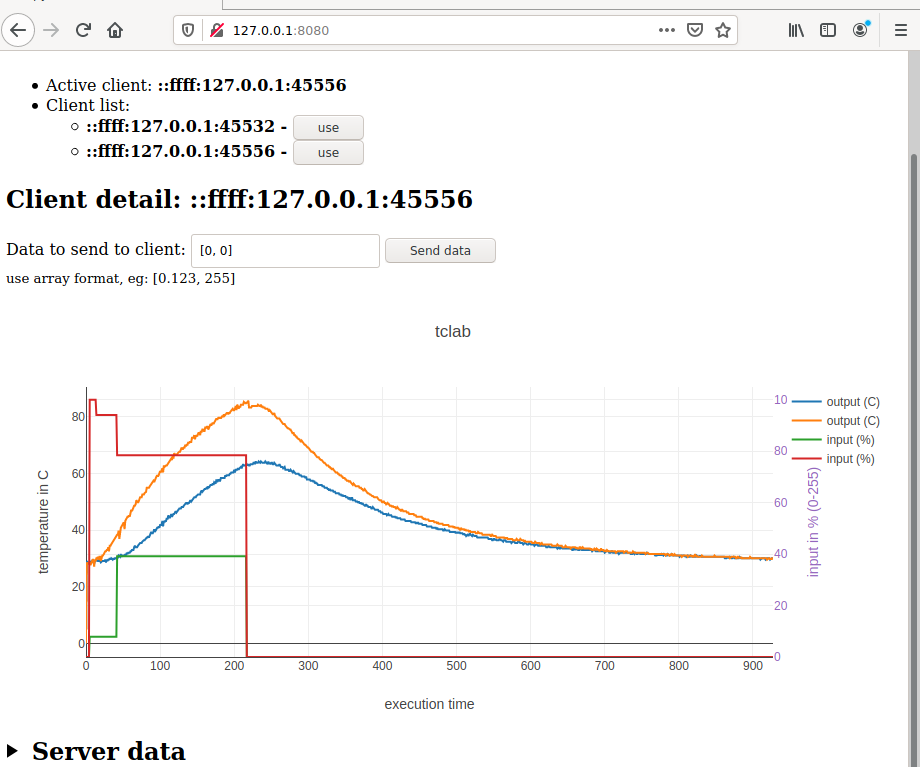 127.0.0.1:8080
Active client: ::ffff:127.0.0.1:45556
Client list:
::ffff:127.0.0.1:45532 - use
::ffff:127.0.0.1:45556 - use
Client detail: ::ffff:127.0.0.1:45556
Data to send to client: [0, 0] Send data
use array format, eg: [0.123, 255]
tclab
80
60
40
20
0
temperature in C
0 100 200 300 400 500 600 700 800 900
execution time
10
80
60
40
20
0
input in % (0-255)
output (C)
output (C)
input (%)
input (%)
Server data